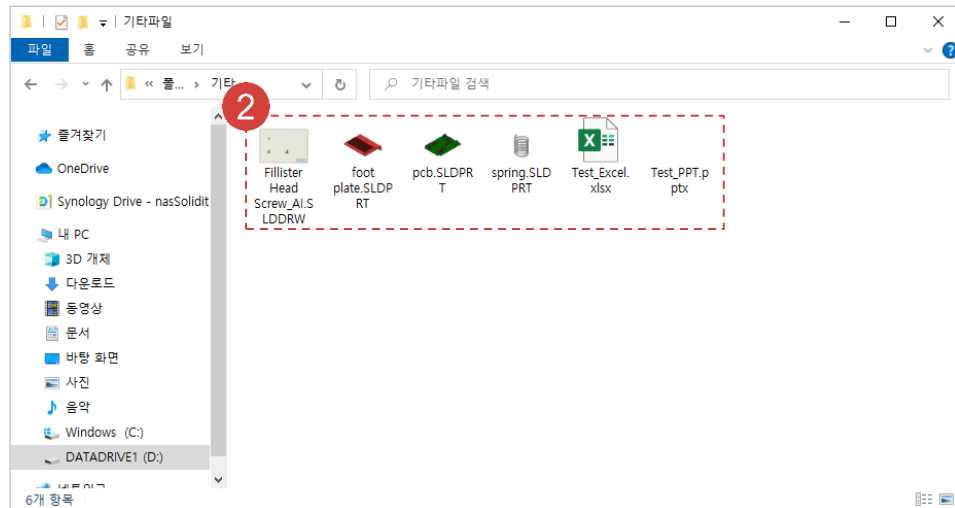 기타파일
파일 홈 공유 보기
« 폴... › 기타
기타파일 검색
2
즐겨찾기
OneDrive
Synology Drive - nasSolidit
내 PC
3D 개체
다운로드
동영상
문서
바탕 화면
사진
음악
Windows (C:)
DATADRIVE1 (D:)
Fillister
Head
Screw_AI.S
LDDRW
foot
plate.SLDP
RT
pcb.SLDPR
T
spring.SLD
PRT
Test_Excel.
xlsx
Test_PPT.p
ptx
6개 항목